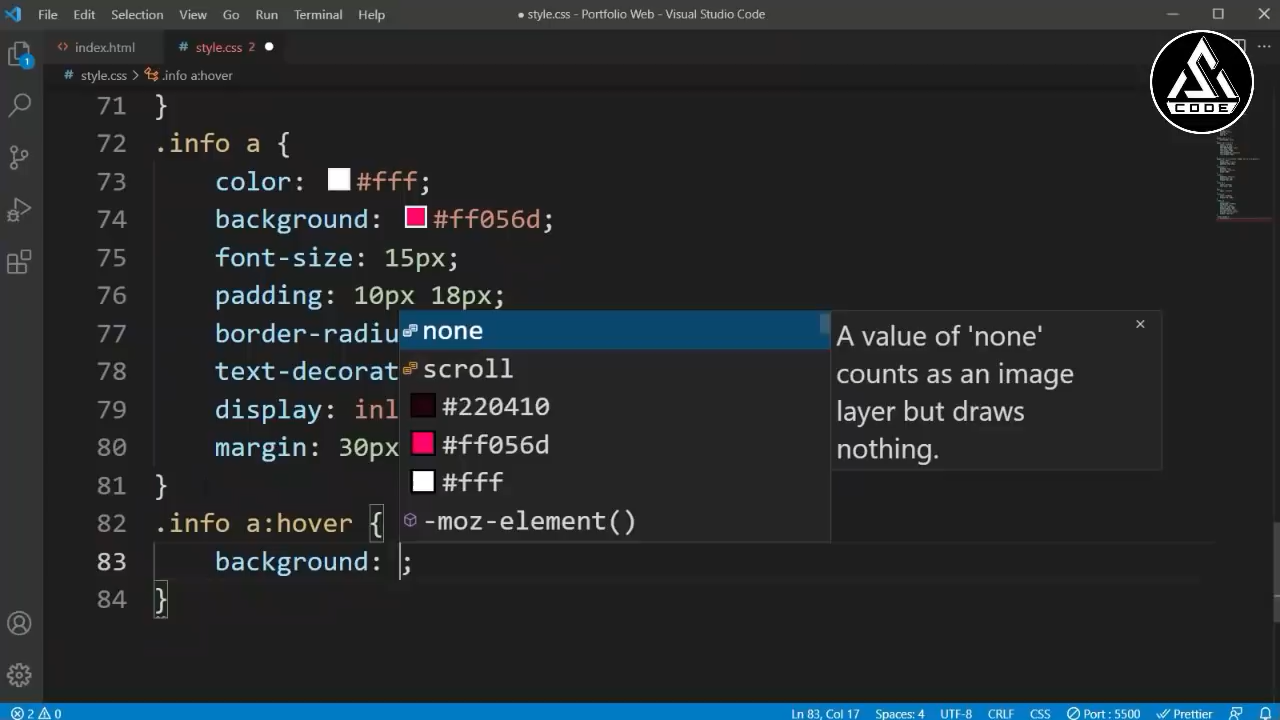 File Edit Selection View Go Run Terminal Help
● style.css - Portfolio Web - Visual Studio Code
index.html
# style.css 2 ●
# style.css > .info a:hover
CODE
71 }
72 .info a {
73 color: #fff;
74 background: #ff056d;
75 font-size: 15px;
76 padding: 10px 18px;
77 border-radiu
78 text-decorat
79 display: inl
80 margin: 30px
81 }
82 .info a:hover {
83 background: ;
84 }
none
scroll
#220410
#ff056d
#fff
-moz-element()
A value of 'none'
counts as an image
layer but draws
nothing.
1
2 0
Ln 83, Col 17 Spaces: 4 UTF-8 CRLF CSS Port : 5500 Prettier